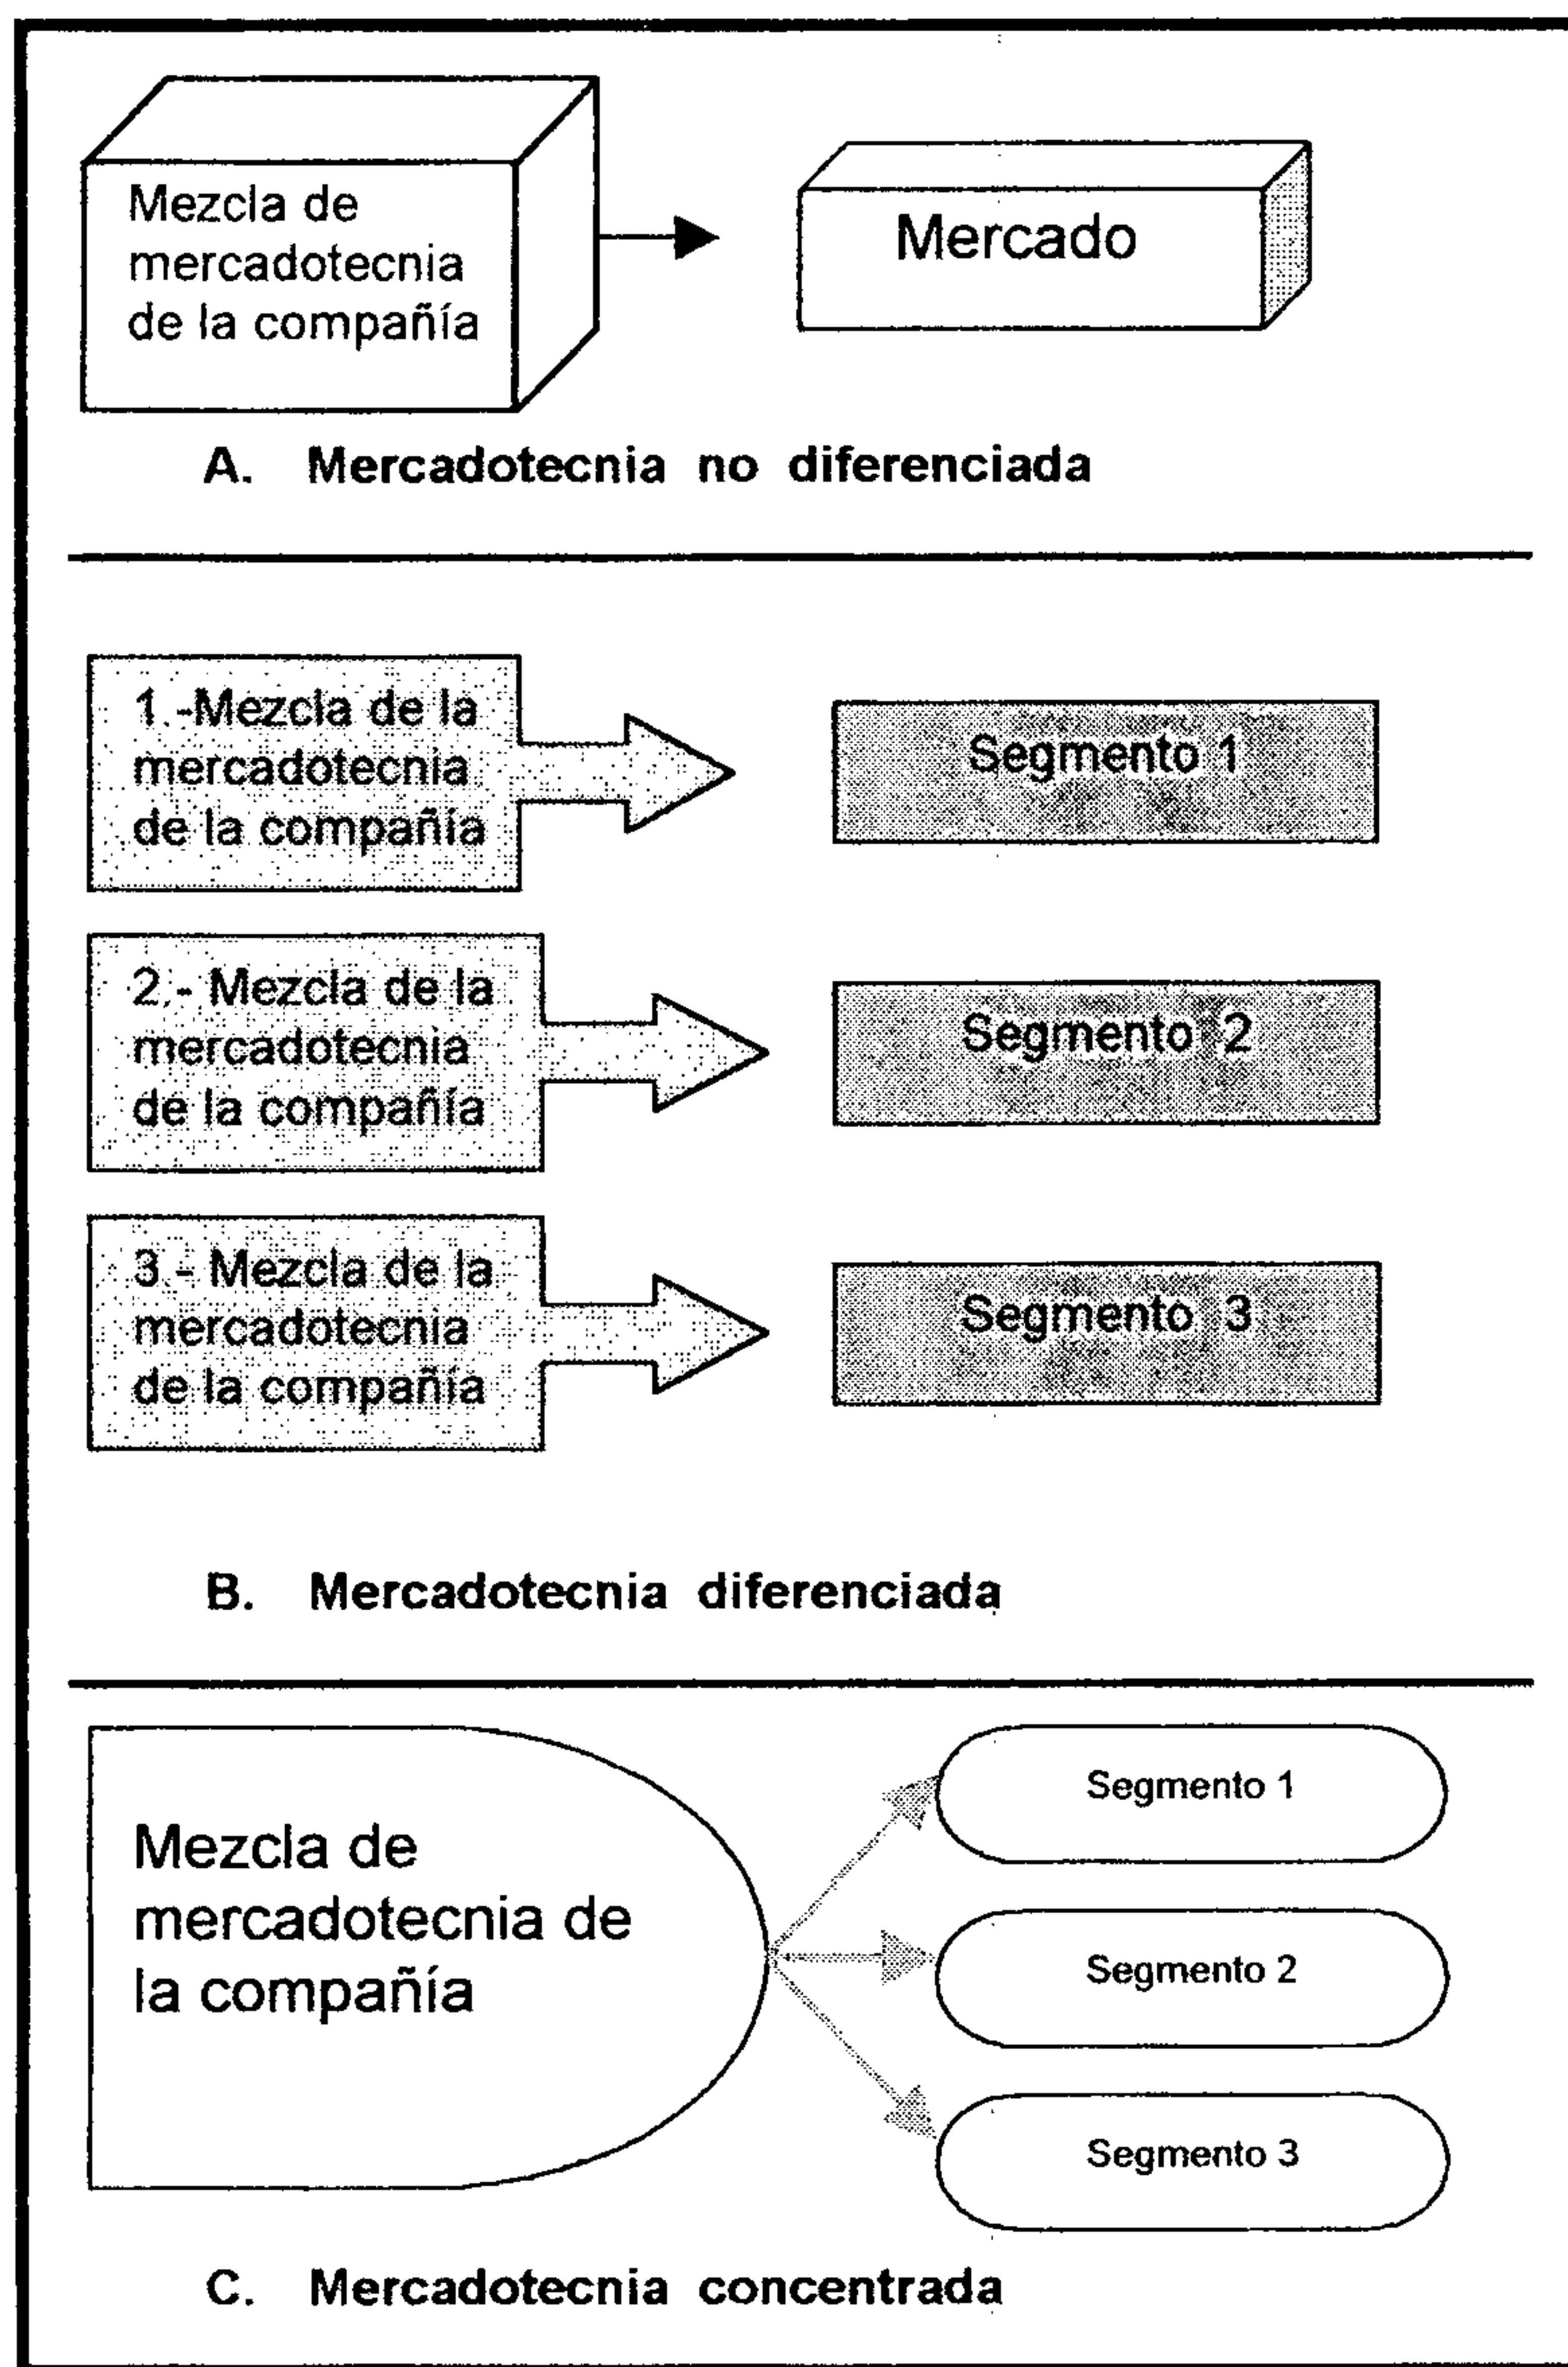 Mezcla de
mercadotecnia
de la compañía
Mercado
A. Mercadotecnia no diferenciada
1.-Mezcla de la
mercadotecnia
de la compañía
Segmento 1
2.- Mezcla de la
mercadotecnia
de la compañía
Segmento 2
3.- Mezcla de la
mercadotecnia
de la compañía
Segmento 3
B. Mercadotecnia diferenciada
Mezcla de
mercadotecnia de
la compañía
Segmento 1
Segmento 2
Segmento 3
C. Mercadotecnia concentrada